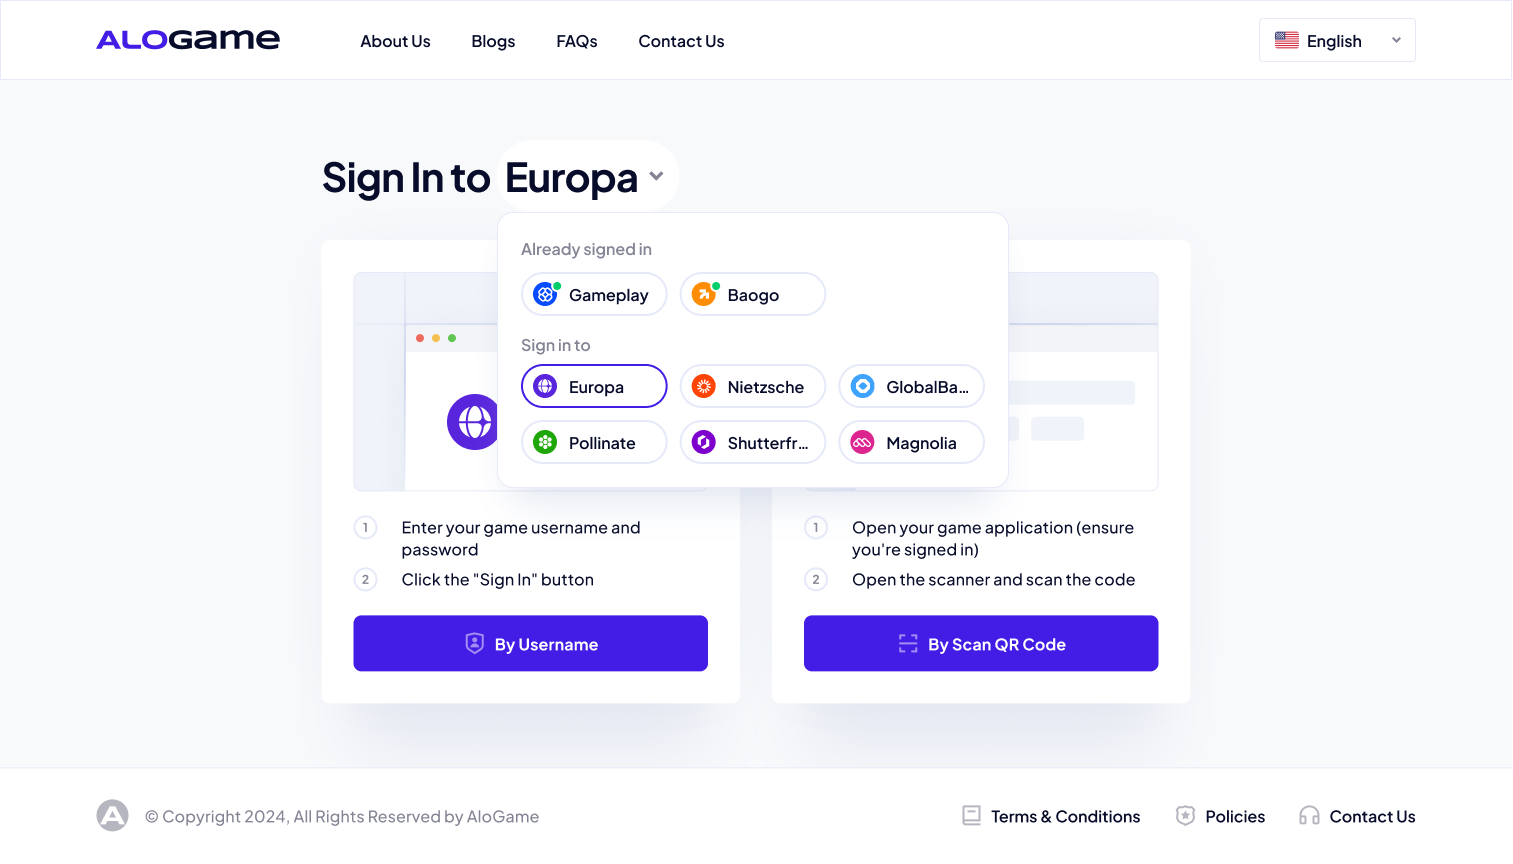 ALOGame
About Us
Blogs
FAQs
Contact Us
English
Sign In to Europa
Already signed in
Gameplay
Baogo
Sign in to
Europa
Nietzsche
GlobalBa...
Pollinate
Shutterfr...
Magnolia
1
Enter your game username and
password
2
Click the "Sign In" button
By Username
1
Open your game application (ensure
you're signed in)
2
Open the scanner and scan the code
By Scan QR Code
A
© Copyright 2024, All Rights Reserved by AloGame
Terms & Conditions
Policies
Contact Us